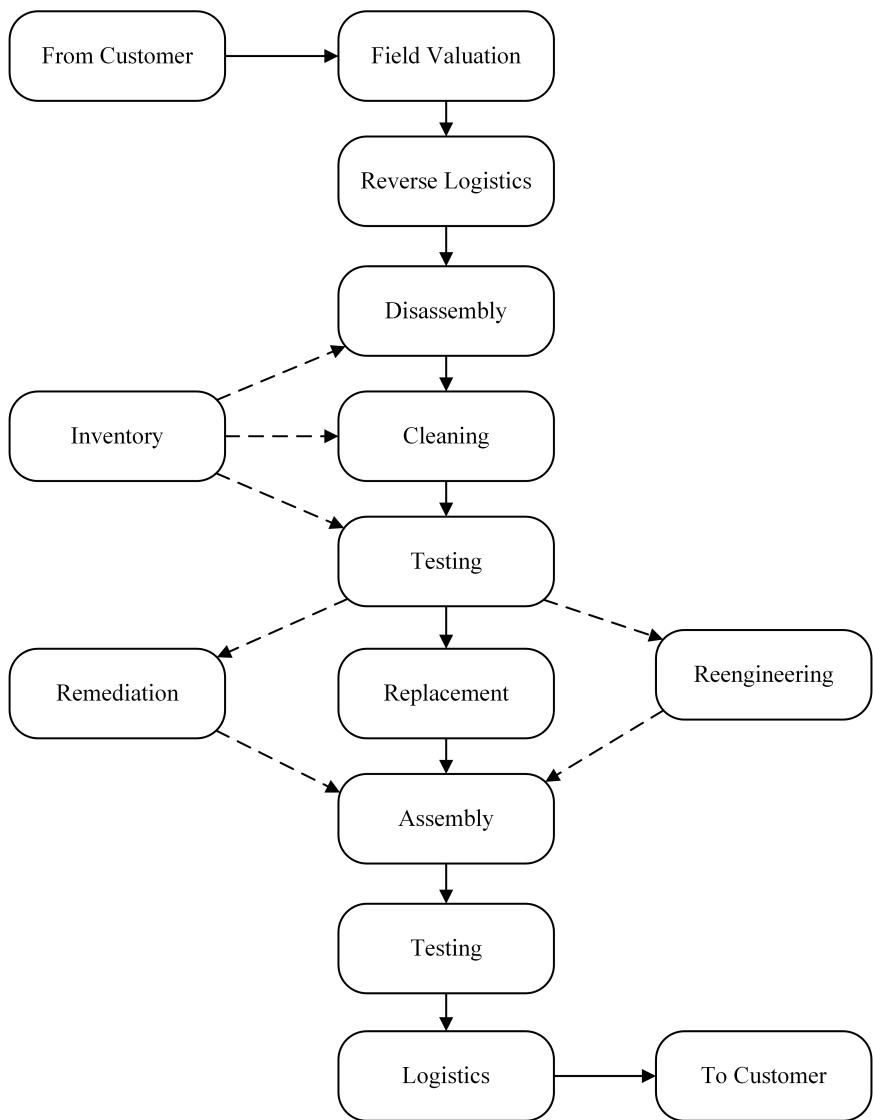 From Customer
Field Valuation
Reverse Logistics
Disassembly
Inventory
Cleaning
Testing
Remediation
Replacement
Reengineering
Assembly
Testing
Logistics
To Customer